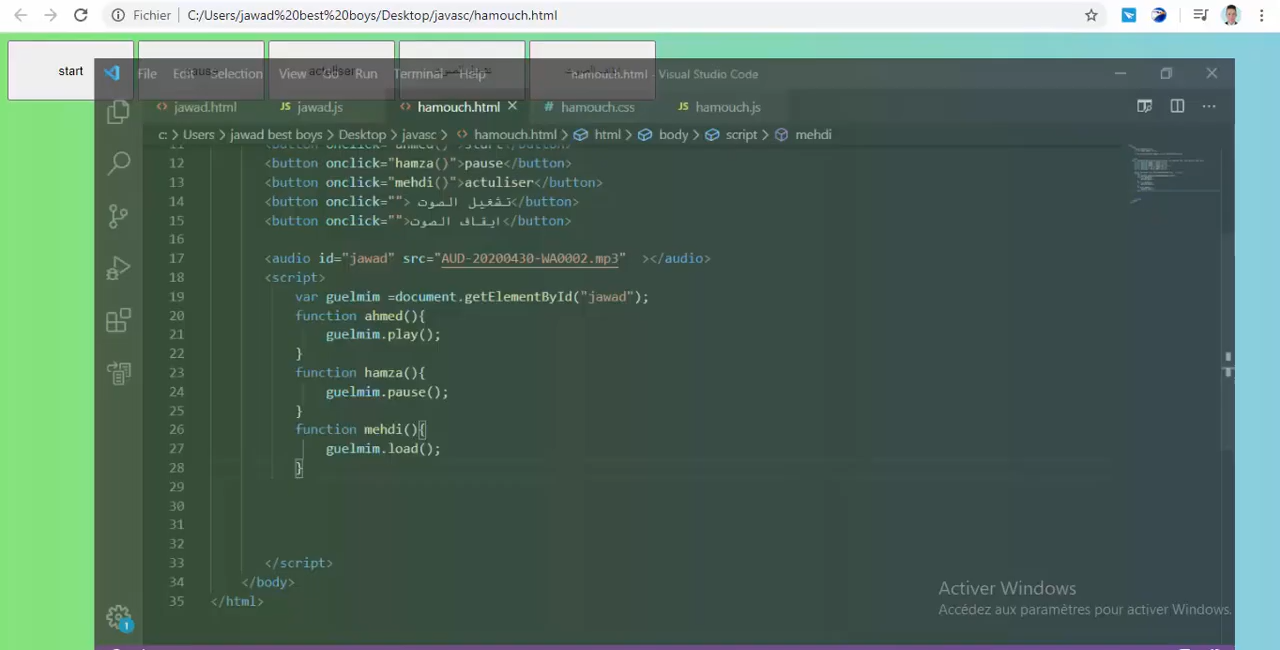 Fichier | C:/Users/jawad%20best%20boys/Desktop/javasc/hamouch.html
start
pause
actuliser
File Edit Selection View Run Terminal Help hamouch.html - Visual Studio Code
jawad.html jawad.js hamouch.html hamouch.css hamouch.js
c: > Users > jawad best boys > Desktop > javasc > hamouch.html > html > body > script > mehdi
12 <button onclick="hamza()">pause</button>
13 <button onclick="mehdi()">actuliser</button>
14 <button onclick=""> تشغيل الصوت</button>
15 <button onclick="">ايقاف الصوت</button>
16
17 <audio id="jawad" src="AUD-20200430-WA0002.mp3" ></audio>
18 <script>
19 var guelmim =document.getElementById("jawad");
20 function ahmed(){
21 guelmim.play();
22 }
23 function hamza(){
24 guelmim.pause();
25 }
26 function mehdi(){
27 guelmim.load();
28 }
29
30
31
32
33 </script>
34 </body>
35 </html>
1
Activer Windows
Accédez aux paramètres pour activer Windows.